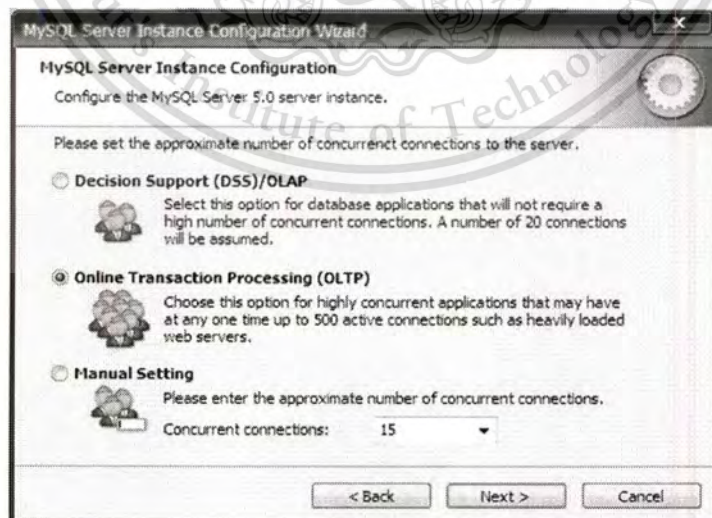 MySQL Server Instance Configuration Wizard
MySQL Server Instance Configuration
Configure the MySQL Server 5.0 server instance.
Institute of Technology
Please set the approximate number of concurrenct connections to the server.
Decision Support (DSS)/OLAP
Select this option for database applications that will not require a
high number of concurrent connections. A number of 20 connections
will be assumed.
Online Transaction Processing (OLTP)
Choose this option for highly concurrent applications that may have
at any one time up to 500 active connections such as heavily loaded
web servers.
Manual Setting
Please enter the approximate number of concurrent connections.
Concurrent connections: 15
< Back Next > Cancel